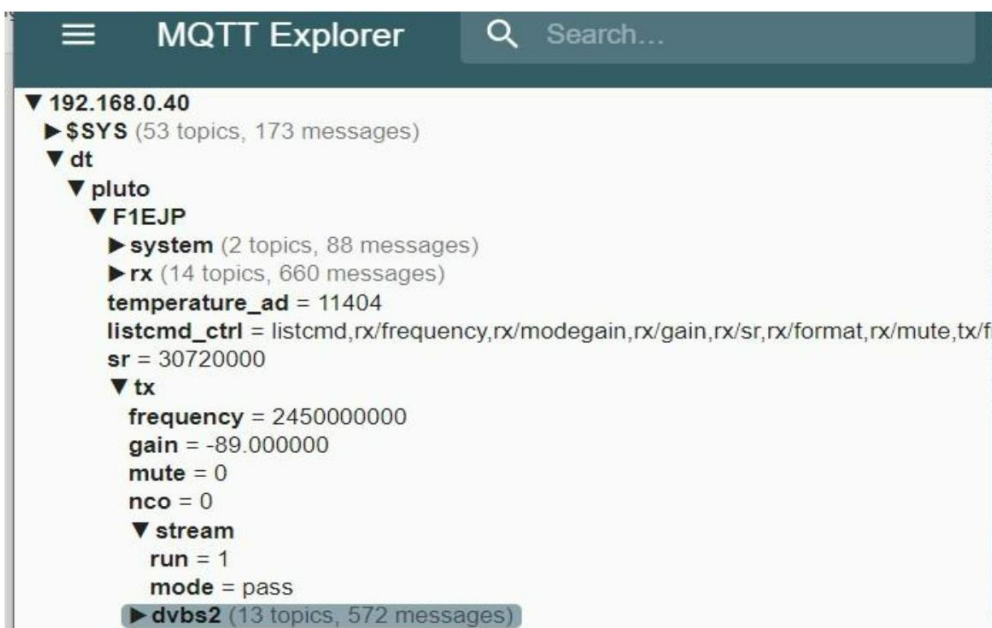 MQTT Explorer Search...
▼ 192.168.0.40
▶ $SYS (53 topics, 173 messages)
▼ dt
▼ pluto
▼ F1EJP
▶ system (2 topics, 88 messages)
▶ rx (14 topics, 660 messages)
temperature_ad = 11404
listcmd_ctrl = listcmd,rx/frequency,rx/modegain,rx/gain,rx/sr,rx/format,rx/mute,tx/f
sr = 30720000
▼ tx
frequency = 2450000000
gain = -89.000000
mute = 0
nco = 0
▼ stream
run = 1
mode = pass
▶ dvbs2 (13 topics, 572 messages)